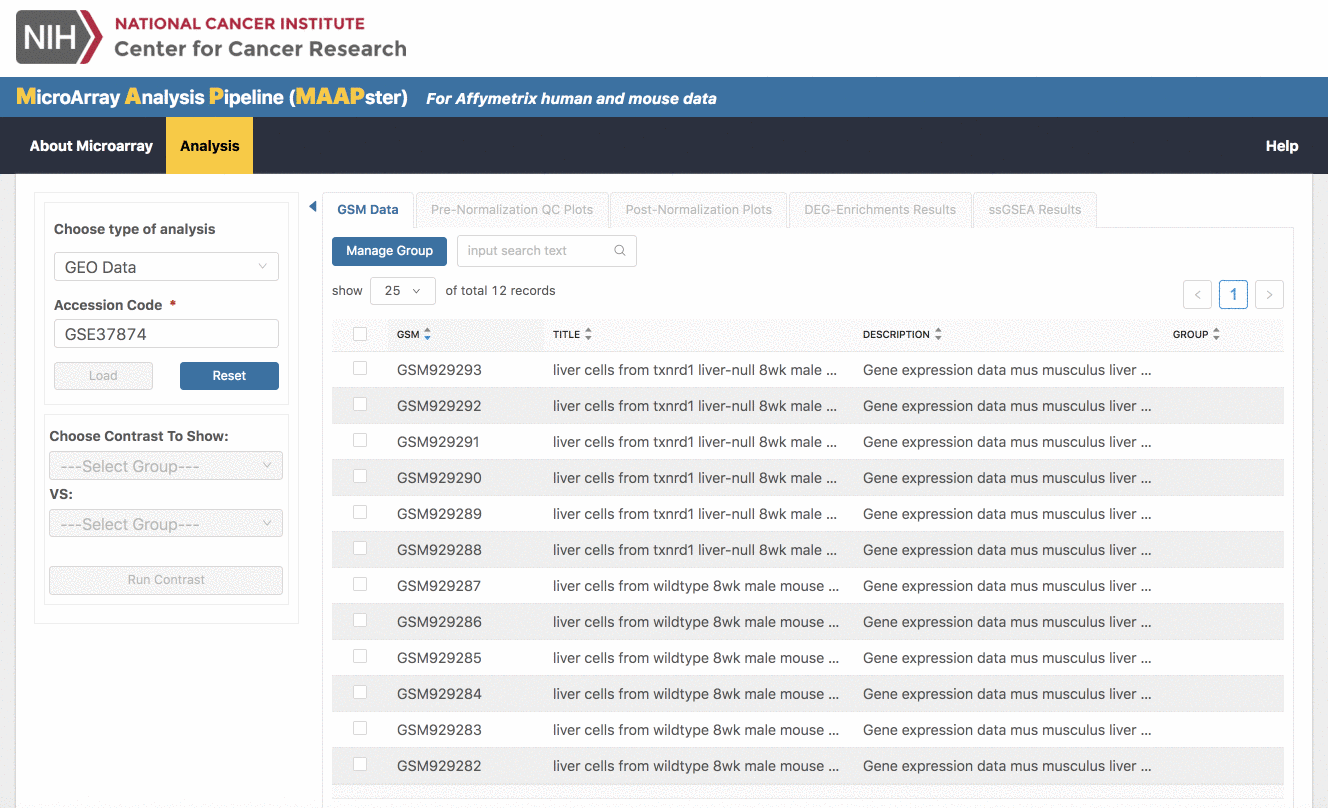 NIH
NATIONAL CANCER INSTITUTE
Center for Cancer Research
MicroArray Analysis Pipeline (MAAPster) For Affymetrix human and mouse data
About Microarray Analysis Help
Choose type of analysis
GEO Data
Accession Code *
GSE37874
Load Reset
Choose Contrast To Show:
---Select Group---
VS:
---Select Group---
Run Contrast
GSM Data Pre-Normalization QC Plots Post-Normalization Plots DEG-Enrichments Results ssGSEA Results
Manage Group input search text
show 25 of total 12 records
< 1 >
GSM TITLE DESCRIPTION GROUP
GSM929293 liver cells from txnrd1 liver-null 8wk male ... Gene expression data mus musculus liver ...
GSM929292 liver cells from txnrd1 liver-null 8wk male ... Gene expression data mus musculus liver ...
GSM929291 liver cells from txnrd1 liver-null 8wk male ... Gene expression data mus musculus liver ...
GSM929290 liver cells from txnrd1 liver-null 8wk male ... Gene expression data mus musculus liver ...
GSM929289 liver cells from txnrd1 liver-null 8wk male ... Gene expression data mus musculus liver ...
GSM929288 liver cells from txnrd1 liver-null 8wk male ... Gene expression data mus musculus liver ...
GSM929287 liver cells from wildtype 8wk male mouse ... Gene expression data mus musculus liver ...
GSM929286 liver cells from wildtype 8wk male mouse ... Gene expression data mus musculus liver ...
GSM929285 liver cells from wildtype 8wk male mouse ... Gene expression data mus musculus liver ...
GSM929284 liver cells from wildtype 8wk male mouse ... Gene expression data mus musculus liver ...
GSM929283 liver cells from wildtype 8wk male mouse ... Gene expression data mus musculus liver ...
GSM929282 liver cells from wildtype 8wk male mouse ... Gene expression data mus musculus liver ...